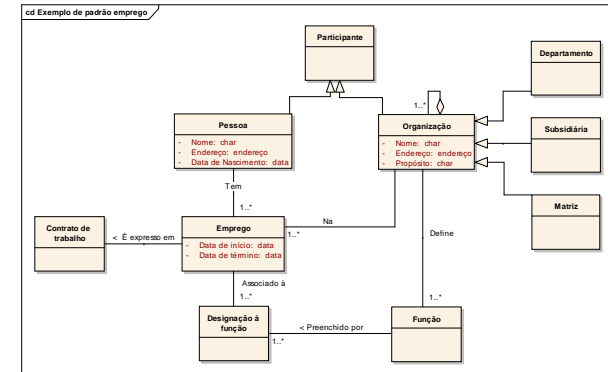 cd Exemplo de padrão emprego
Participante
Departamento
1..*
Pessoa
- Nome: char
- Endereço: endereço
- Data de Nascimento: data
Organização
- Nome: char
- Endereço: endereço
- Propósito: char
Subsidiária
Tem
1..*
Matriz
Contrato de
trabalho
< É expresso em
Emprego
- Data de início: data
- Data de término: data
Na
1..*
Define
Associado à
1..*
1..*
Designação à
função
< Preenchido por
1..*
Função